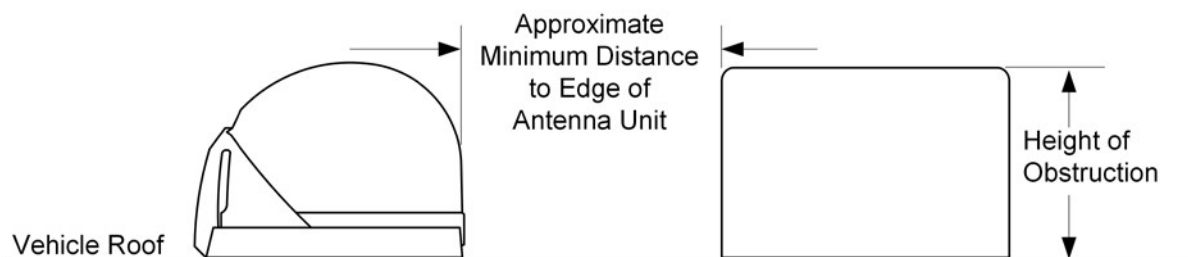 Approximate
Minimum Distance
to Edge of
Antenna Unit
Height of
Obstruction
Vehicle Roof